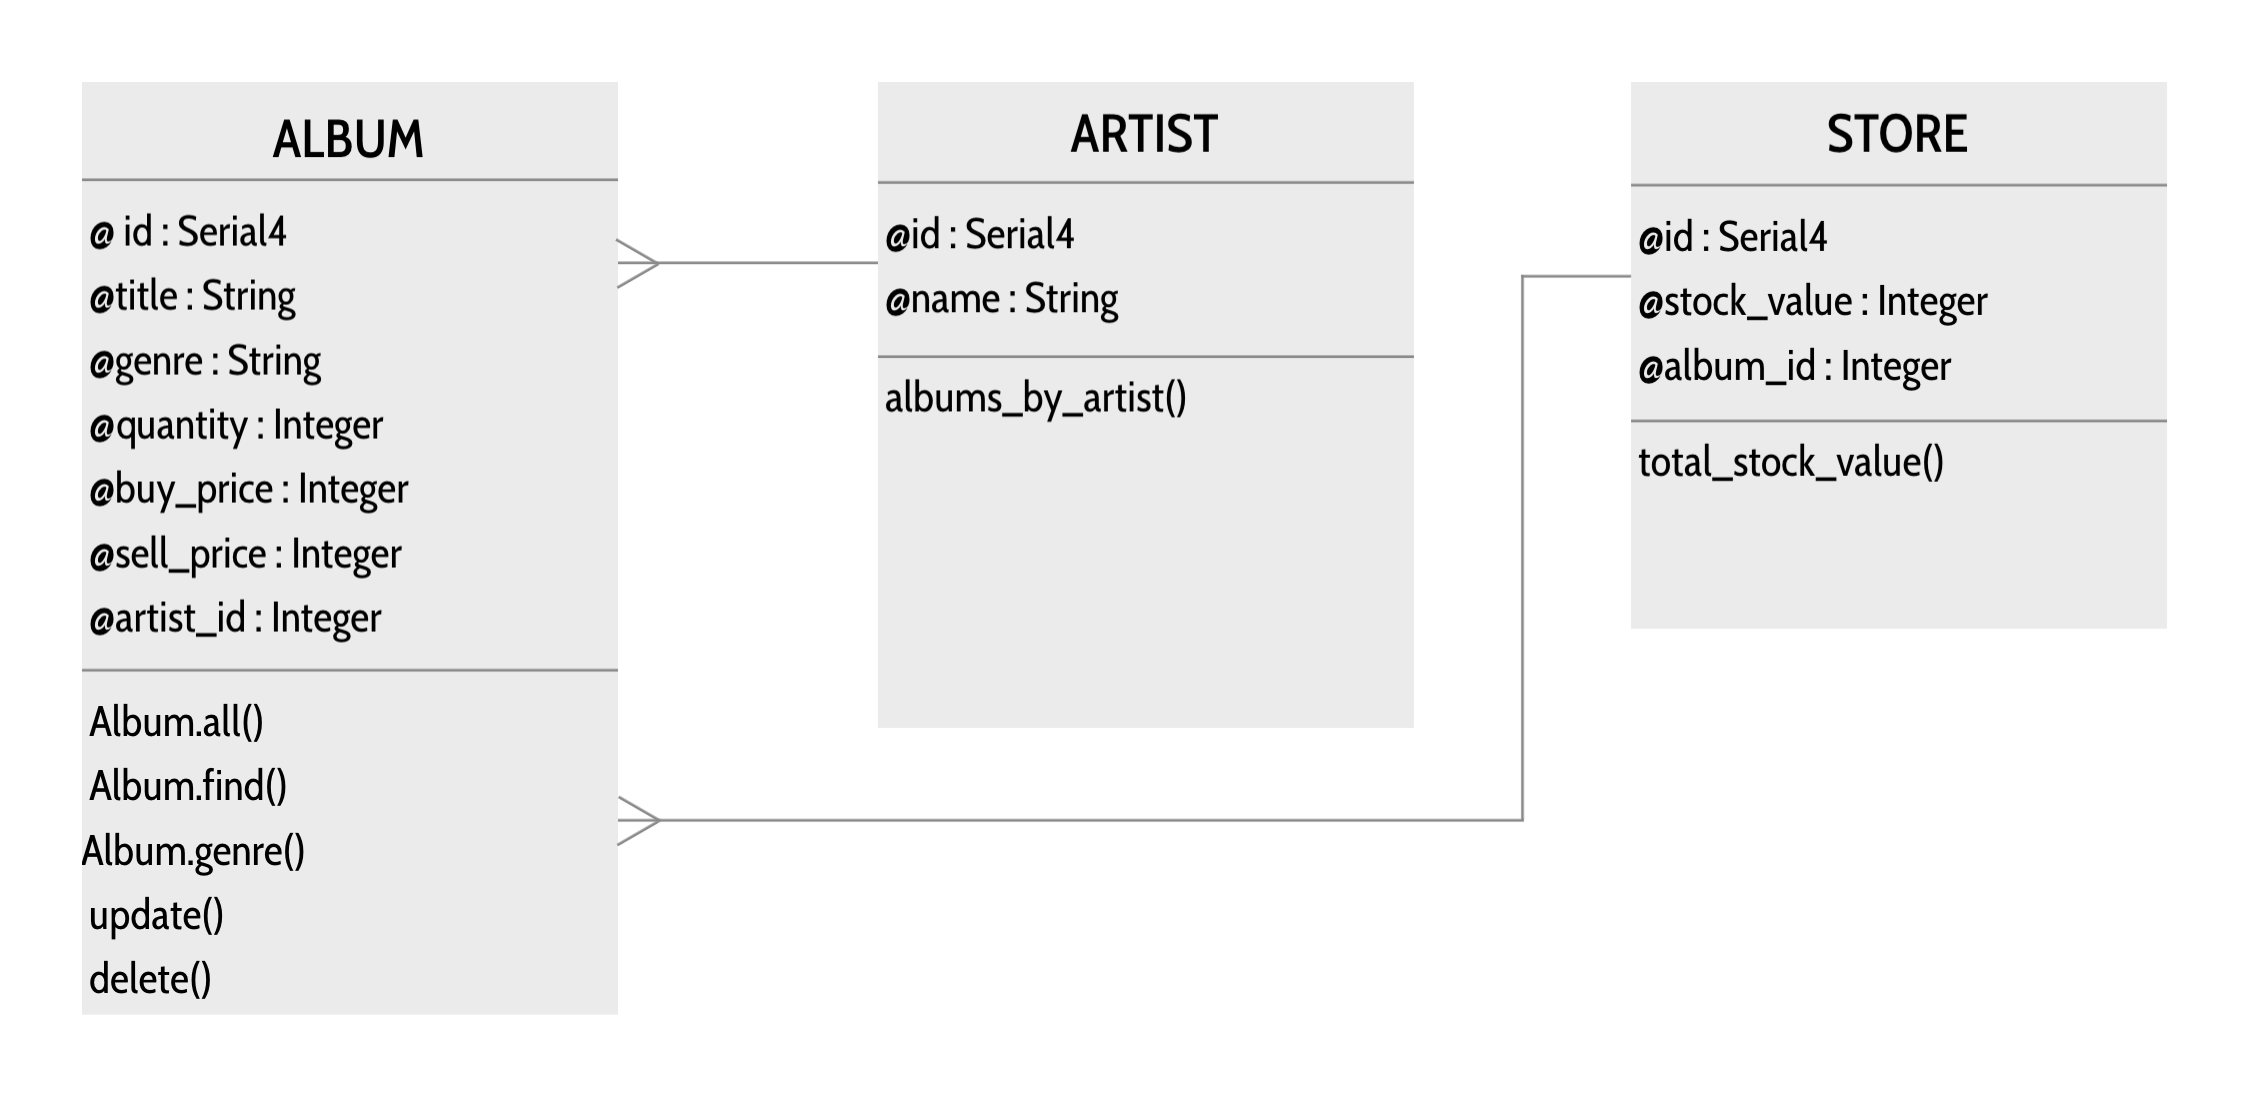 ALBUM
@ id : Serial4
@title : String
@genre : String
@quantity : Integer
@buy_price : Integer
@sell_price : Integer
@artist_id : Integer
Album.all()
Album.find()
Album.genre()
update()
delete()
ARTIST
@id : Serial4
@name : String
albums_by_artist()
STORE
@id : Serial4
@stock_value : Integer
@album_id : Integer
total_stock_value()